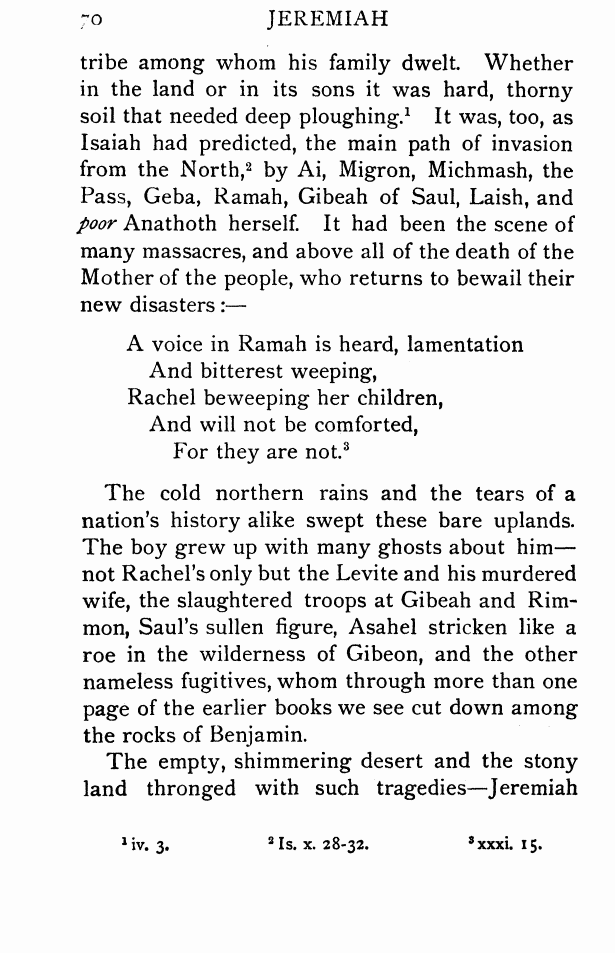 70 JEREMIAH
tribe among whom his family dwelt. Whether
in the land or in its sons it was hard, thorny
soil that needed deep ploughing.¹ It was, too, as
Isaiah had predicted, the main path of invasion
from the North,² by Ai, Migron, Michmash, the
Pass, Geba, Ramah, Gibeah of Saul, Laish, and
poor Anathoth herself. It had been the scene of
many massacres, and above all of the death of the
Mother of the people, who returns to bewail their
new disasters :—
A voice in Ramah is heard, lamentation
And bitterest weeping,
Rachel beweeping her children,
And will not be comforted,
For they are not.³
The cold northern rains and the tears of a
nation's history alike swept these bare uplands.
The boy grew up with many ghosts about him—
not Rachel's only but the Levite and his murdered
wife, the slaughtered troops at Gibeah and Rim-
mon, Saul's sullen figure, Asahel stricken like a
roe in the wilderness of Gibeon, and the other
nameless fugitives, whom through more than one
page of the earlier books we see cut down among
the rocks of Benjamin.
The empty, shimmering desert and the stony
land thronged with such tragedies—Jeremiah
¹ iv. 3. ² Is. x. 28-32. ³ xxxi. 15.